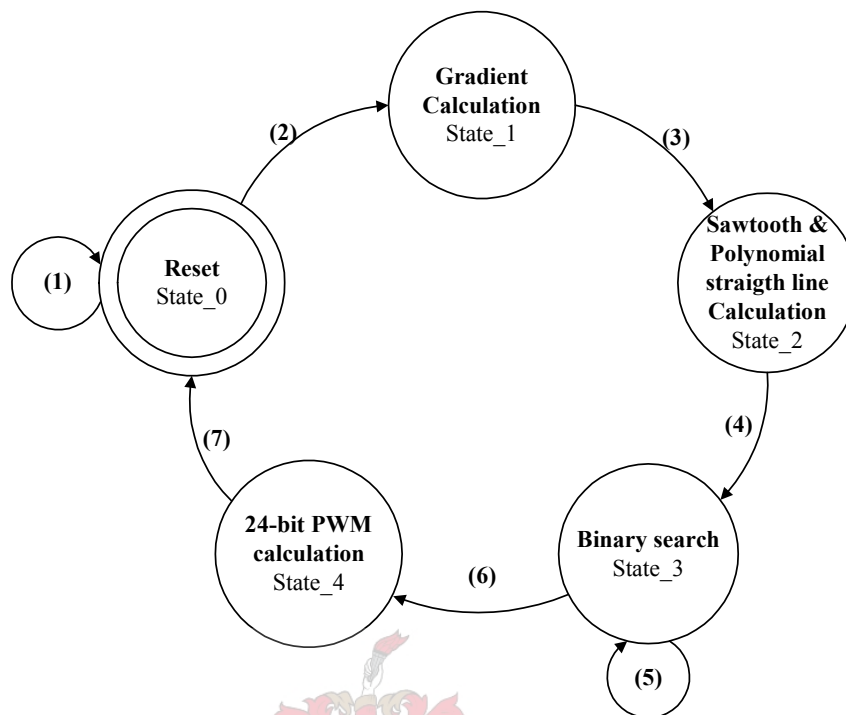 Gradient
Calculation
State_1
(2)
(3)
Sawtooth &
Polynomial
straigth line
Calculation
State_2
Reset
State_0
(1)
(4)
(7)
24-bit PWM
calculation
State_4
Binary search
State_3
(6)
(5)